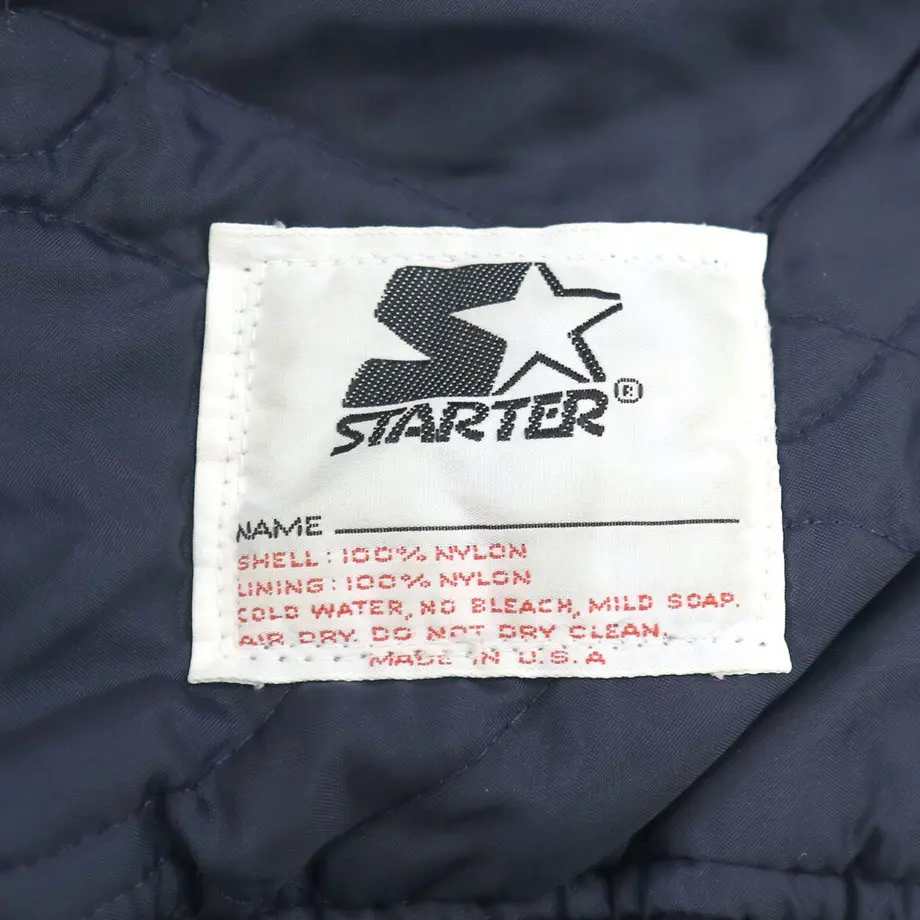 STARTER®
NAME
SHELL: 100% NYLON
LINING: 100% NYLON
COLD WATER, NO BLEACH, MILD SOAP.
AIR DRY. DO NOT DRY CLEAN.
MADE IN U.S.A